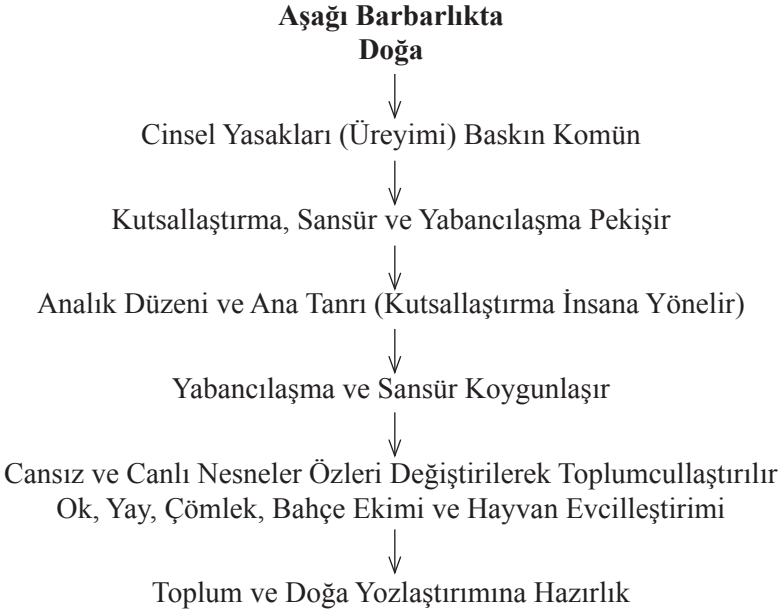 Aşağı Barbarlıkta
Doğa
Cinsel Yasakları (Üreyimi) Baskın Komün
Kutsallaştırma, Sansür ve Yabancılaşma Pekişir
Analık Düzeni ve Ana Tanrı (Kutsallaştırma İnsana Yönelir)
Yabancılaşma ve Sansür Koygunlaşır
Cansız ve Canlı Nesneler Özleri Değiştirilerek Toplumcullaştırılır
Ok, Yay, Çömlek, Bahçe Ekimi ve Hayvan Evcilleştirimi
Toplum ve Doğa Yozlaştırımına Hazırlık